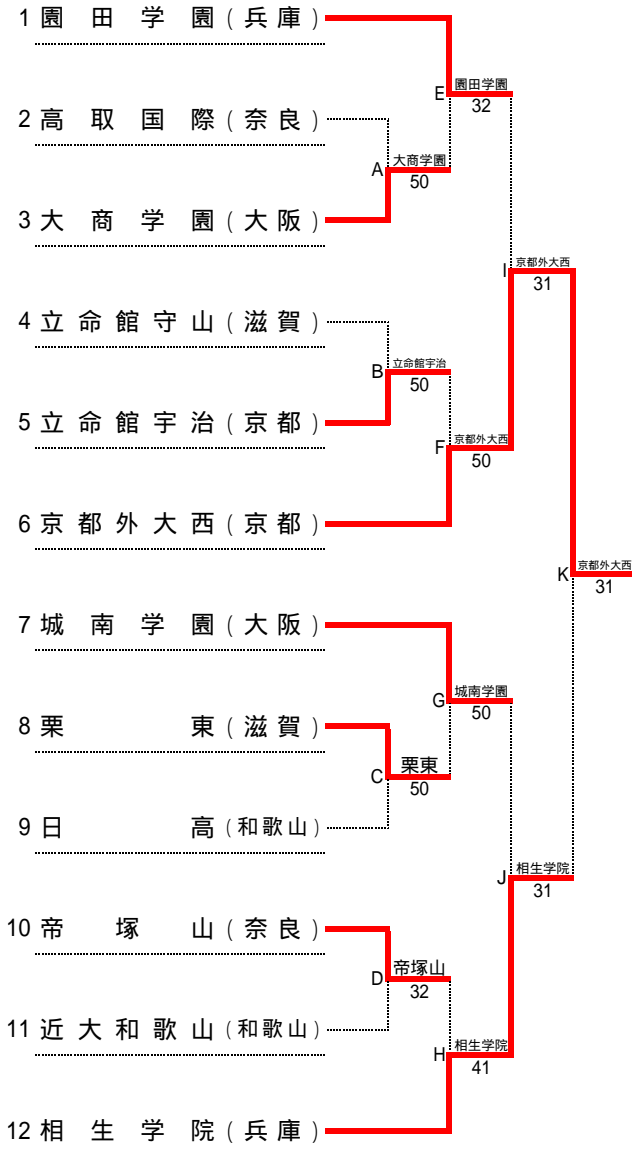 1 園田学園(兵庫)
E 園田学園
32
2 高取国際(奈良)
A 大商学園
50
3 大商学園(大阪)
I 京都外大西
31
4 立命館守山(滋賀)
B 立命館宇治
50
5 立命館宇治(京都)
F 京都外大西
50
6 京都外大西(京都)
K 京都外大西
31
7 城南学園(大阪)
G 城南学園
50
8 栗東(滋賀)
C 栗東
50
9 日高(和歌山)
J 相生学院
31
10 帝塚山(奈良)
D 帝塚山
32
11 近大和歌山(和歌山)
H 相生学院
41
12 相生学院(兵庫)